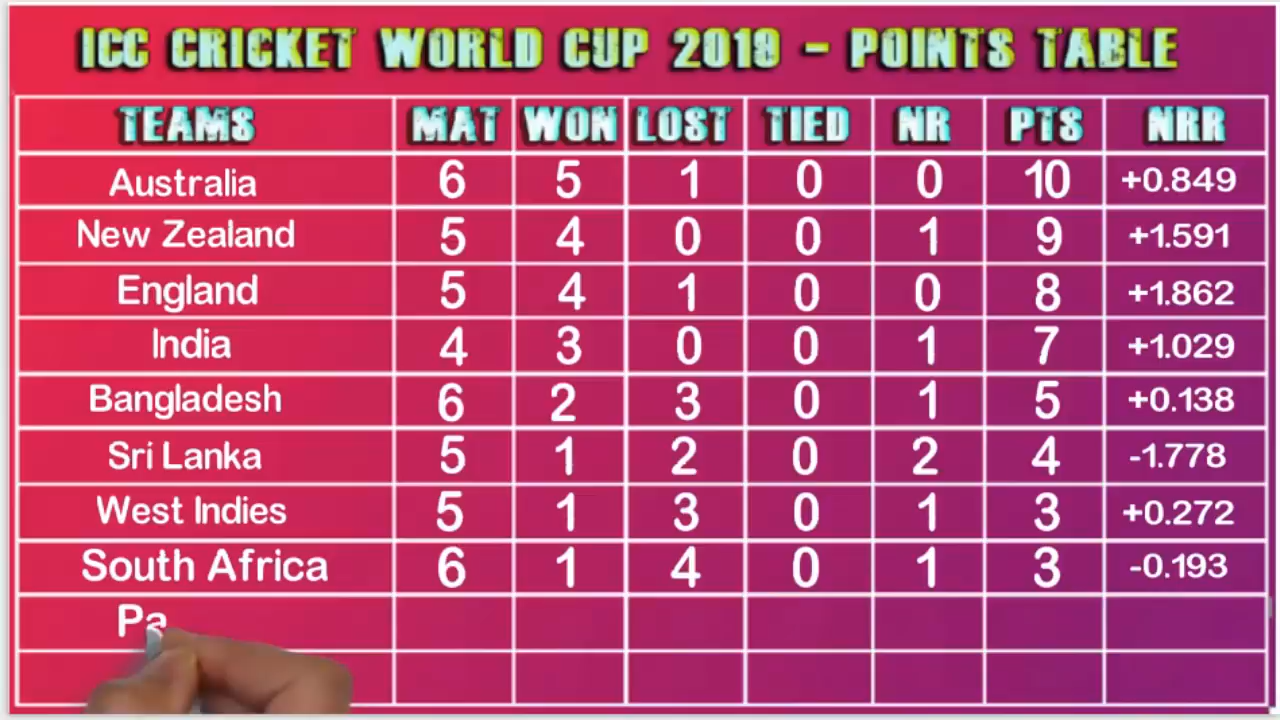 ICC CRICKET WORLD CUP 2019 - POINTS TABLE
TEAMS MAT WON LOST TIED NR PTS NRR
Australia 6 5 1 0 0 10 +0.849
New Zealand 5 4 0 0 1 9 +1.591
England 5 4 1 0 0 8 +1.862
India 4 3 0 0 1 7 +1.029
Bangladesh 6 2 3 0 1 5 +0.138
Sri Lanka 5 1 2 0 2 4 -1.778
West Indies 5 1 3 0 1 3 +0.272
South Africa 6 1 4 0 1 3 -0.193
Pa